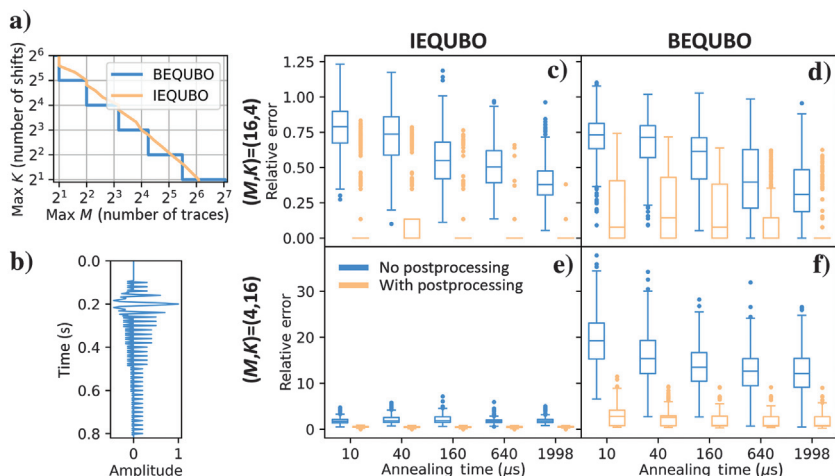 a)
2^6
2^5
2^4
2^3
2^2
2^1
Max K (number of shifts)
2^1 2^2 2^3 2^4 2^5 2^6 2^7
Max M (number of traces)
BEQUBO
IEQUBO
b)
0.0
0.2
0.4
0.6
0.8
Time (s)
0 1
Amplitude
IEQUBO
BEQUBO
(M,K)=(16,4)
Relative error
1.25
1.00
0.75
0.50
0.25
0.00
c)
d)
(M,K)=(4,16)
Relative error
30
20
10
0
No postprocessing
With postprocessing
e)
f)
10 40 160 640 1998
Annealing time (μs)
10 40 160 640 1998
Annealing time (μs)